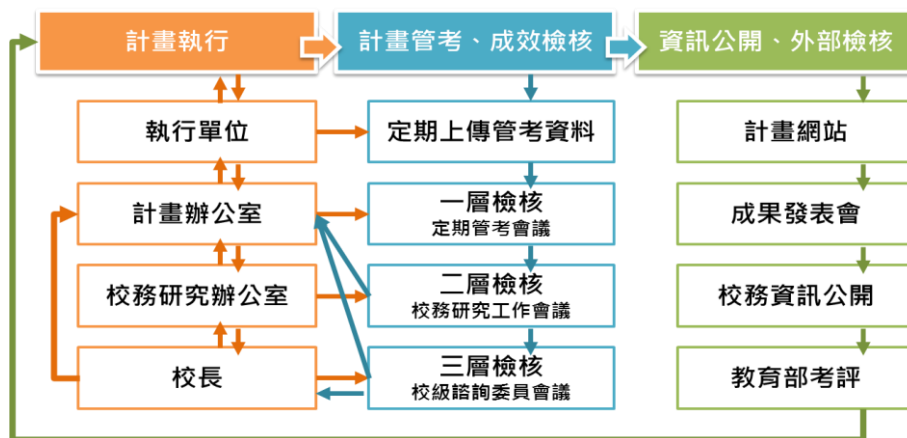 計畫執行
計畫管考、成效檢核
資訊公開、外部檢核
執行單位
定期上傳管考資料
計畫網站
計畫辦公室
一層檢核
定期管考會議
成果發表會
校務研究辦公室
二層檢核
校務研究工作會議
校務資訊公開
校長
三層檢核
校級諮詢委員會議
教育部考評